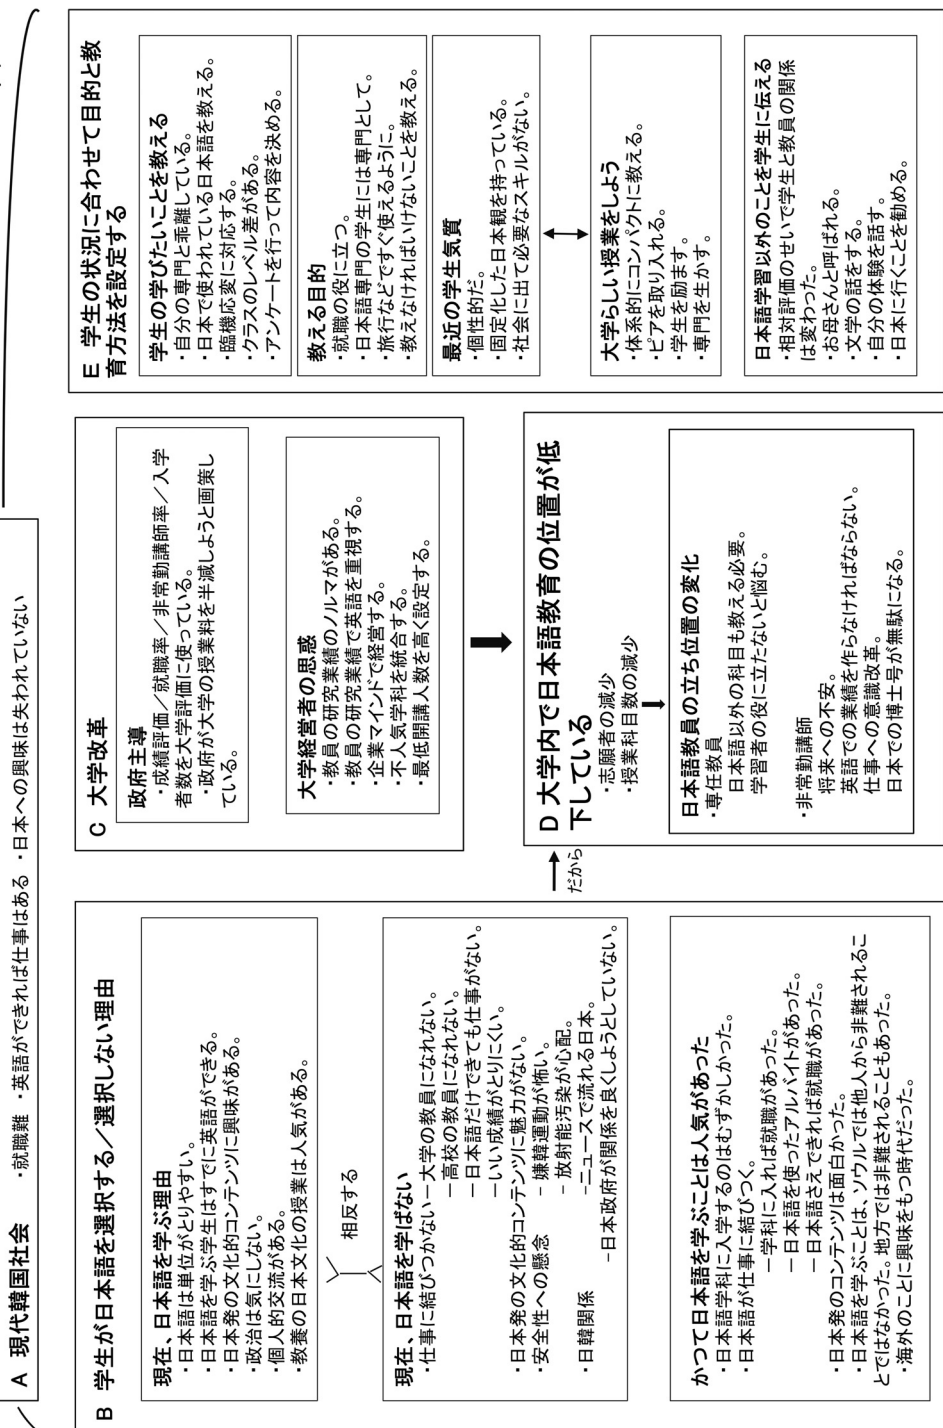 A 現代韓国社会 ・就職難 ・英語ができれば仕事はある ・日本への興味は失われていない
B 学生が日本語を選択する／選択しない理由
現在、日本語を学ぶ理由
・日本語は単位がとりやすい。
・日本語を学ぶ学生はすでに英語ができる。
・日本発の文化的コンテンツに興味がある。
・政治は気にしない。
・個人的交流がある。
・教養の日本文化の授業は人気がある。
相反する
現在、日本語を学ばない
・仕事に結びつかない－大学の教員になれない。
－高校の教員になれない。
－日本語だけできても仕事がない。
－いい成績がとりにくい。
・日本発の文化的コンテンツに魅力がない。
・安全性への懸念 －嫌韓運動が怖い。
－放射能汚染が心配。
・日韓関係 －ニュースで流れる日本。
－日本政府が関係を良くしようとしていない。
かつて日本語を学ぶことは人気があった
・日本語学科に入学するのはむずかしかった。
・日本語が仕事に結びつく。
－学科に入れば就職があった。
－日本語を使ったアルバイトがあった。
－日本語さえできれば就職があった。
・日本発のコンテンツは面白かった。
・日本語を学ぶことは、ソウルでは他人から非難されるこ
とではなかった。地方では非難されることもあった。
・海外のことに興味をもつ時代だった。
だから
C 大学改革
政府主導
・成績評価／就職率／非常勤講師率／入学
者数を大学評価に使っている。
・政府が大学の授業料を半減しようと画策し
ている。
大学経営者の思惑
・教員の研究業績のノルマがある。
・教員の研究業績で英語を重視する。
・企業マインドで経営する。
・不人気学科を統合する。
・最低開講人数を高く設定する。
D 大学内で日本語教育の位置が低
下している
・志願者の減少
・授業科目数の減少
日本語教員の立ち位置の変化
・専任教員
日本語以外の科目も教える必要。
学習者の役に立たないと悩む。
・非常勤講師
将来への不安。
英語での業績を作らなければならない。
仕事への意識改革。
日本での博士号が無駄になる。
E 学生の状況に合わせて目的と教
育方法を設定する
学生の学びたいことを教える
・自分の専門と乖離している。
・日本で使われている日本語を教える。
・臨機応変に対応する。
・クラスのレベル差がある。
・アンケートを行って内容を決める。
教える目的
・就職の役に立つ。
・日本語専門の学生には専門として。
・旅行などですぐ使えるように。
・教えなければいけないことを教える。
最近の学生気質
・個性的だ。
・固定化した日本観を持っている。
・社会に出て必要なスキルがない。
大学らしい授業をしよう
・体系的にコンパクトに教える。
・ピアを取り入れる。
・学生を励ます。
・専門を生かす。
日本語学習以外のことを学生に伝える
・相対評価のせいで学生と教員の関係
は変わった。
・お母さんと呼ばれる。
・文学の話をする。
・自分の体験を話す。
・日本に行くことを勧める。